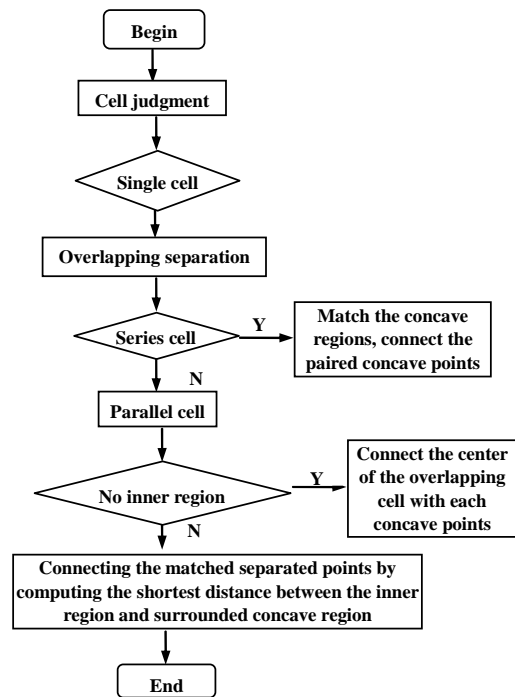 Begin
Cell judgment
Single cell
Overlapping separation
Series cell
Y
Match the concave
regions, connect the
paired concave points
N
Parallel cell
No inner region
Y
Connect the center
of the overlapping
cell with each
concave points
N
Connecting the matched separated points by
computing the shortest distance between the inner
region and surrounded concave region
End